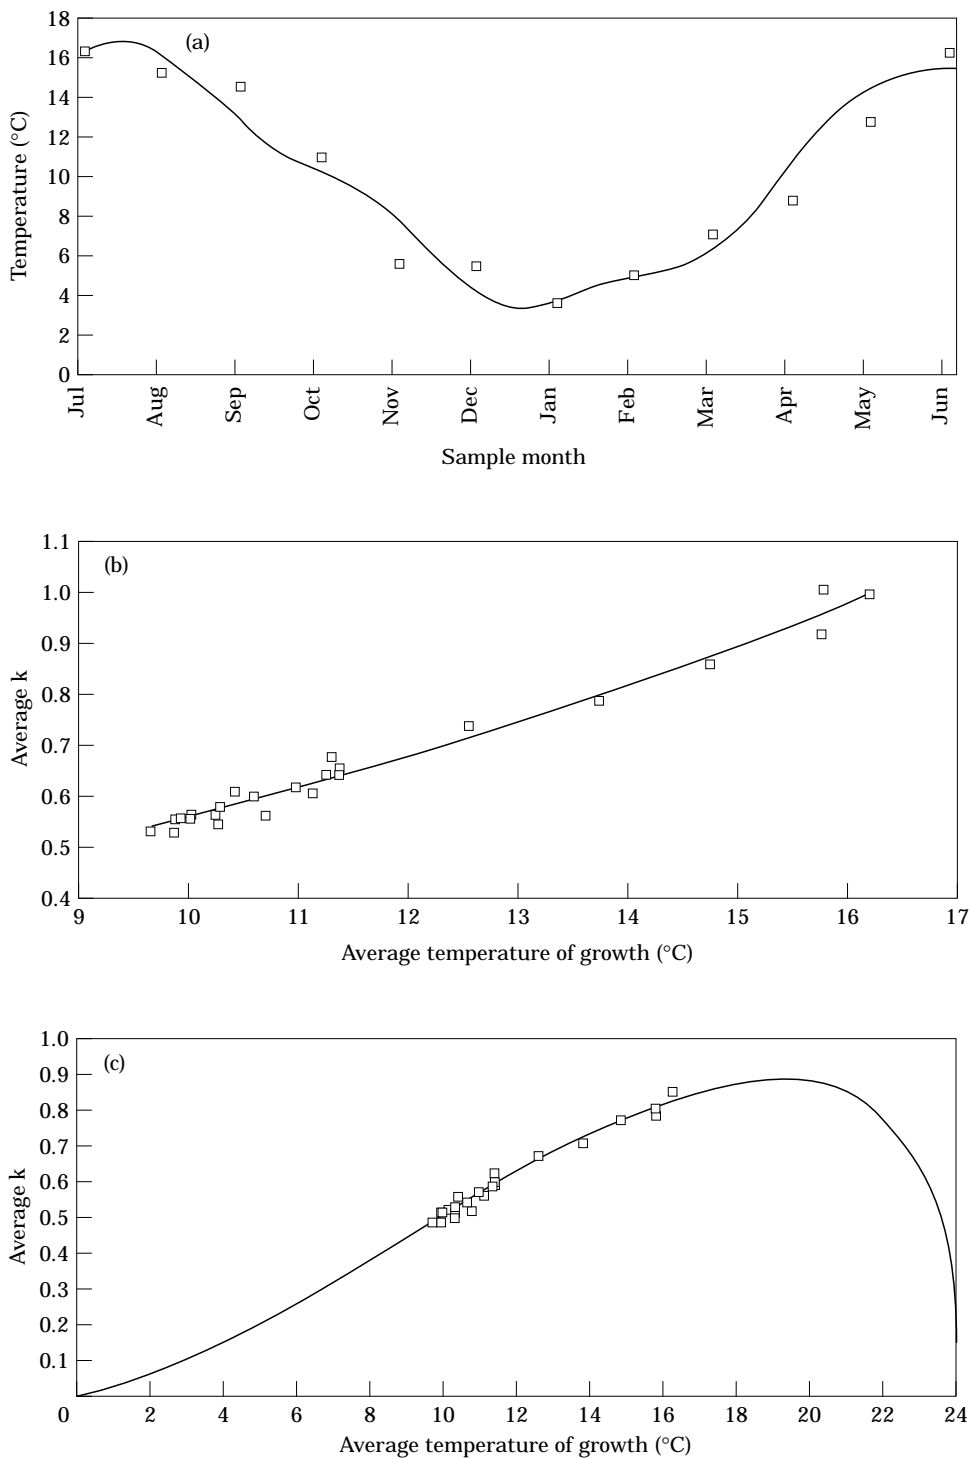 18
(a)
16
14
12
10
8
6
4
2
0
Temperature (°C)
Jul
Aug
Sep
Oct
Nov
Dec
Jan
Feb
Mar
Apr
May
Jun
Sample month
1.1
(b)
1.0
0.9
0.8
0.7
0.6
0.5
0.4
Average k
9 10 11 12 13 14 15 16 17
Average temperature of growth (°C)
1.0
(c)
0.9
0.8
0.7
0.6
0.5
0.4
0.3
0.2
0.1
Average k
0 2 4 6 8 10 12 14 16 18 20 22 24
Average temperature of growth (°C)